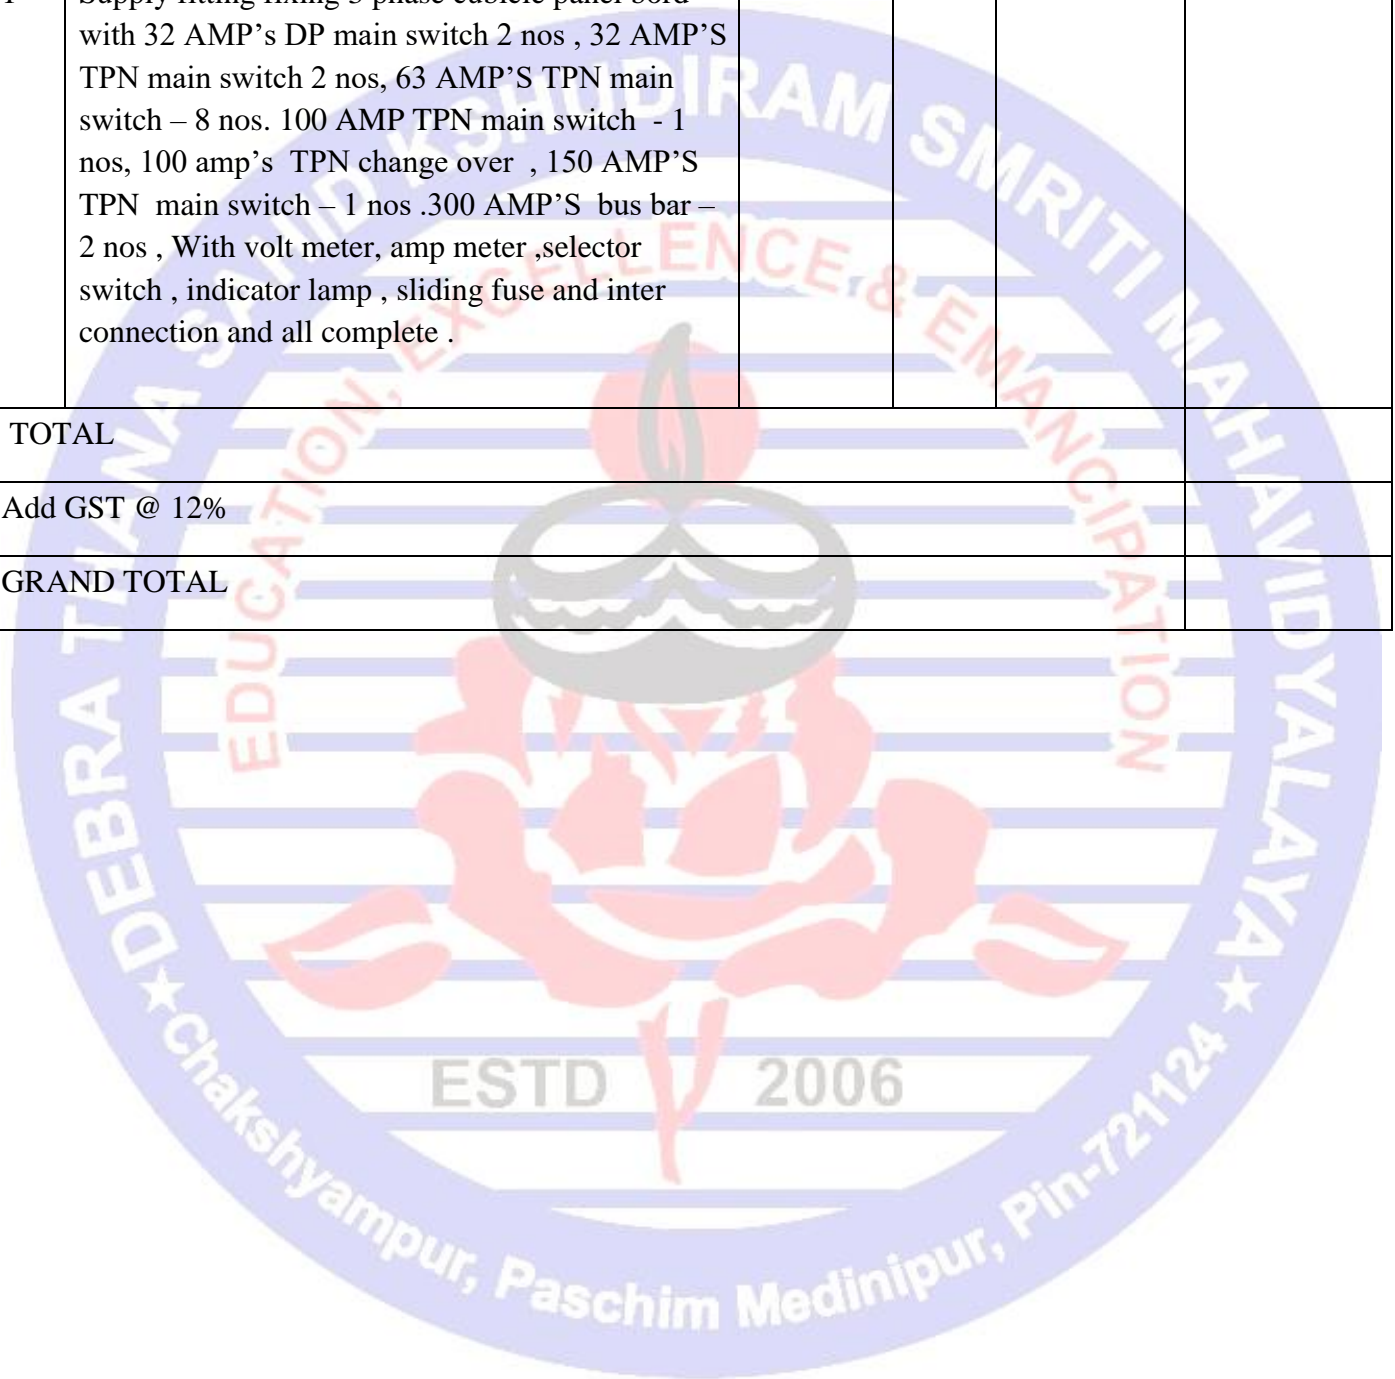 1 Supply fitting fixing 3 phase cubicle panel bord
with 32 AMP’s DP main switch 2 nos , 32 AMP’S
TPN main switch 2 nos, 63 AMP’S TPN main
switch – 8 nos. 100 AMP TPN main switch - 1
nos, 100 amp’s TPN change over , 150 AMP’S
TPN main switch – 1 nos .300 AMP’S bus bar –
2 nos , With volt meter, amp meter ,selector
switch , indicator lamp , sliding fuse and inter
connection and all complete .
TOTAL
Add GST @ 12%
GRAND TOTAL
DEBRA THANA SAHID KSHUDIRAM SMRITI MAHAVIDYALAYA
EDUCATION, EXCELLENCE & EMANCIPATION
ESTD 2006
Chakshyampur, Paschim Medinipur, Pin-721124